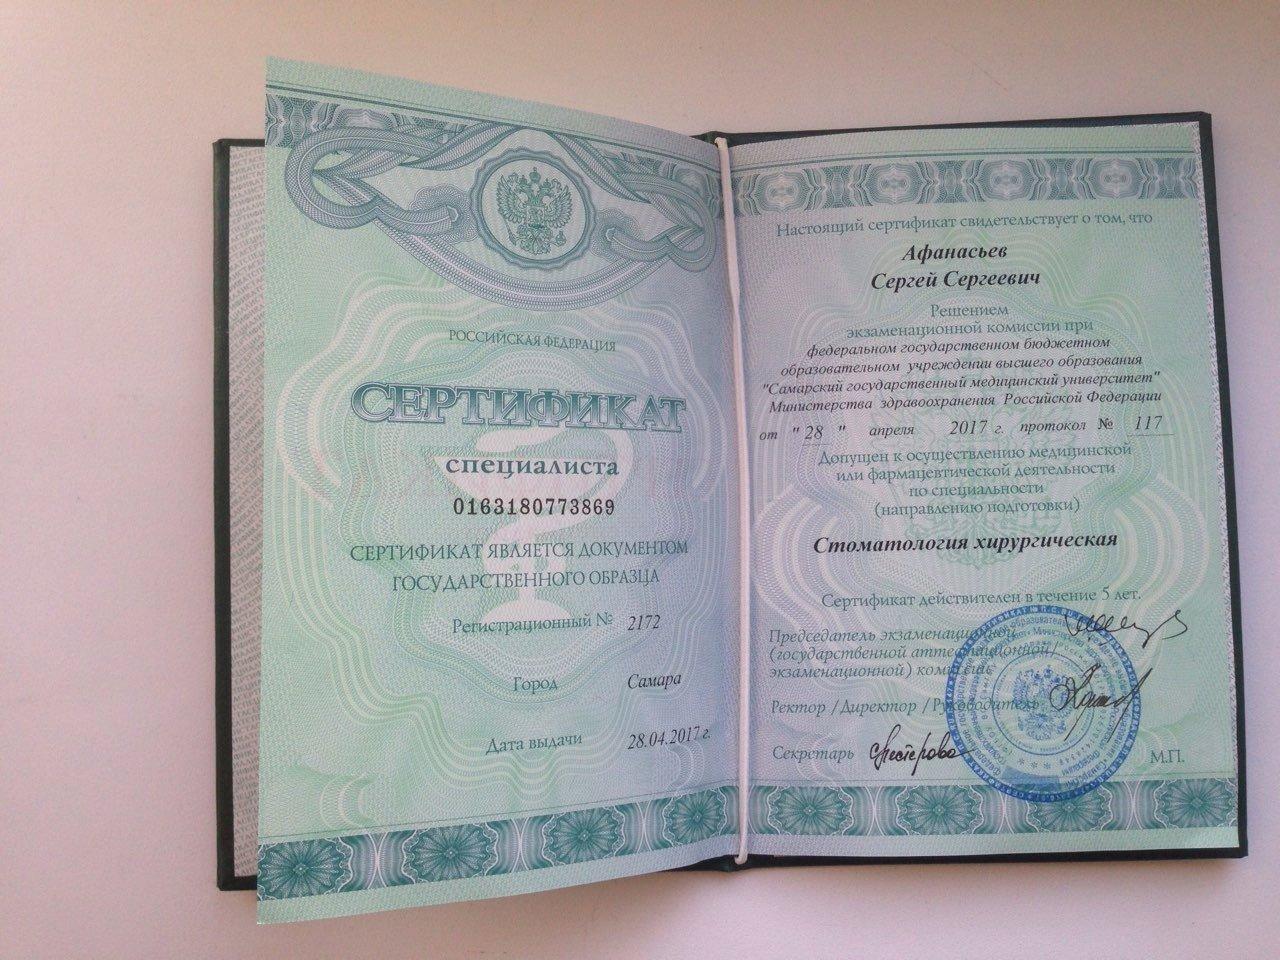 РОССИЙСКАЯ ФЕДЕРАЦИЯ
СЕРТИФИКАТ
специалиста
0163180773869
СЕРТИФИКАТ ЯВЛЯЕТСЯ ДОКУМЕНТОМ
ГОСУДАРСТВЕННОГО ОБРАЗЦА
Регистрационный № 2172
Город Самара
Дата выдачи 28.04.2017 г.
Настоящий сертификат свидетельствует о том, что
Афанасьев
Сергей Сергеевич
Решением
экзаменационной комиссии при
федеральном государственном бюджетном
образовательном учреждении высшего образования
"Самарский государственный медицинский университет"
Министерства здравоохранения Российской Федерации
от "28" апреля 2017 г. протокол № 117
Допущен к осуществлению медицинской
или фармацевтической деятельности
по специальности
(направлению подготовки)
Стоматология хирургическая
Сертификат действителен в течение 5 лет.
Председатель экзаменационной
(государственной аттестационной/
экзаменационной) комиссии
Ректор /Директор / Руководитель
Секретарь Нестерова
М.П.